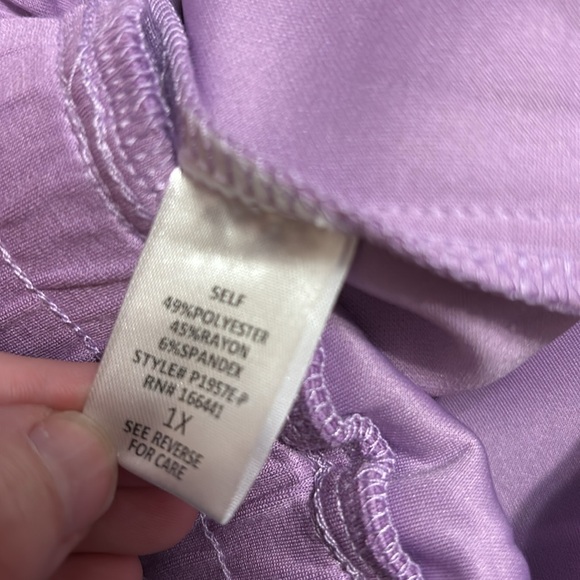 SELF
49%POLYESTER
45%RAYON
6%SPANDEX
STYLE# P1957E-P
RN# 166441
1X
SEE REVERSE
FOR CARE